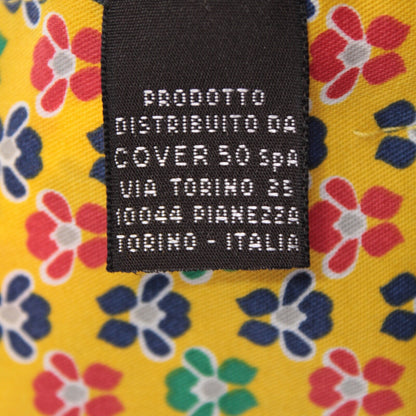 PRODOTTO
DISTRIBUITO DA
COVER 50 SpA
VIA TORINO 25
10044 PIANEZZA
TORINO - ITALIA